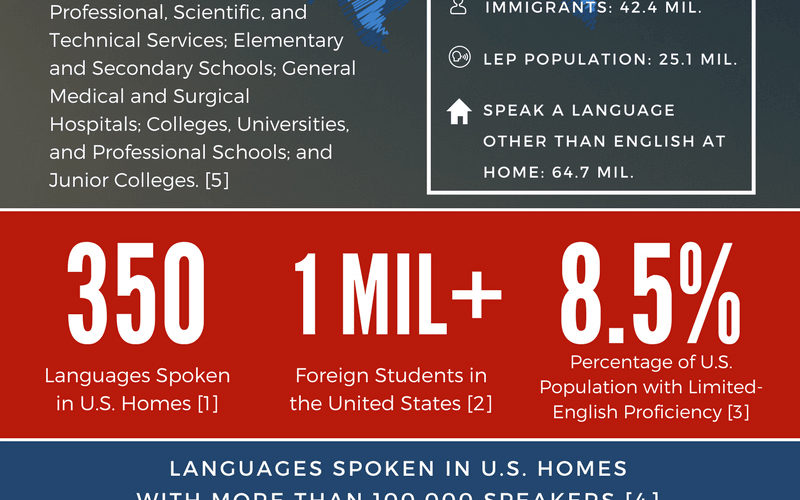 Professional, Scientific, and
Technical Services; Elementary
and Secondary Schools; General
Medical and Surgical
Hospitals; Colleges, Universities,
and Professional Schools; and
Junior Colleges. [5]
IMMIGRANTS: 42.4 MIL.
LEP POPULATION: 25.1 MIL.
SPEAK A LANGUAGE
OTHER THAN ENGLISH AT
HOME: 64.7 MIL.
350
Languages Spoken
in U.S. Homes [1]
1 MIL+
Foreign Students in
the United States [2]
8.5%
Percentage of U.S.
Population with Limited-
English Proficiency [3]
LANGUAGES SPOKEN IN U.S. HOMES
WITH MORE THAN 100,000 SPEAKERS [4]